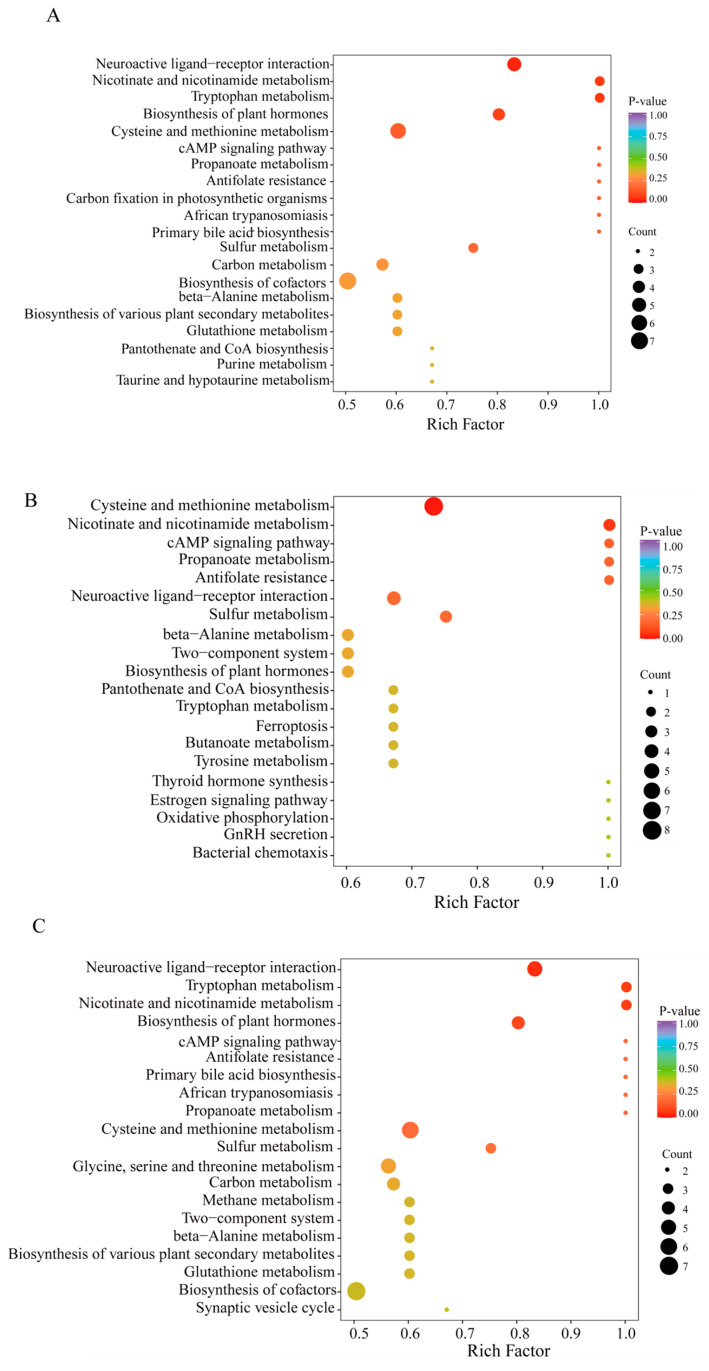 A
Neuroactive ligand−receptor interaction
Nicotinate and nicotinamide metabolism
Tryptophan metabolism
Biosynthesis of plant hormones
Cysteine and methionine metabolism
cAMP signaling pathway
Propanoate metabolism
Antifolate resistance
Carbon fixation in photosynthetic organisms
African trypanosomiasis
Primary bile acid biosynthesis
Sulfur metabolism
Carbon metabolism
Biosynthesis of cofactors
beta−Alanine metabolism
Biosynthesis of various plant secondary metabolites
Glutathione metabolism
Pantothenate and CoA biosynthesis
Purine metabolism
Taurine and hypotaurine metabolism
0.5 0.6 0.7 0.8 0.9 1.0
Rich Factor
P-value
1.00
0.75
0.50
0.25
0.00
Count
2
3
4
5
6
7
B
Cysteine and methionine metabolism
Nicotinate and nicotinamide metabolism
cAMP signaling pathway
Propanoate metabolism
Antifolate resistance
Neuroactive ligand−receptor interaction
Sulfur metabolism
beta−Alanine metabolism
Two−component system
Biosynthesis of plant hormones
Pantothenate and CoA biosynthesis
Tryptophan metabolism
Ferroptosis
Butanoate metabolism
Tyrosine metabolism
Thyroid hormone synthesis
Estrogen signaling pathway
Oxidative phosphorylation
GnRH secretion
Bacterial chemotaxis
0.6 0.7 0.8 0.9 1.0
Rich Factor
P-value
1.00
0.75
0.50
0.25
0.00
Count
1
2
3
4
5
6
7
8
C
Neuroactive ligand−receptor interaction
Tryptophan metabolism
Nicotinate and nicotinamide metabolism
Biosynthesis of plant hormones
cAMP signaling pathway
Antifolate resistance
Primary bile acid biosynthesis
African trypanosomiasis
Propanoate metabolism
Cysteine and methionine metabolism
Sulfur metabolism
Glycine, serine and threonine metabolism
Carbon metabolism
Methane metabolism
Two−component system
beta−Alanine metabolism
Biosynthesis of various plant secondary metabolites
Glutathione metabolism
Biosynthesis of cofactors
Synaptic vesicle cycle
0.5 0.6 0.7 0.8 0.9 1.0
Rich Factor
P-value
1.00
0.75
0.50
0.25
0.00
Count
2
3
4
5
6
7